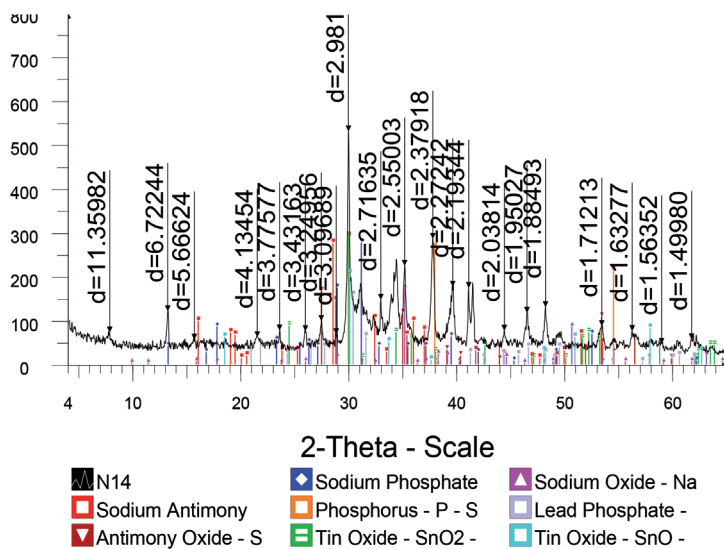 800
700
600
500
400
300
200
100
0
d=11.35982
d=6.72244
d=5.66624
d=4.13454
d=3.77577
d=3.43163
d=3.24956
d=3.09689
d=2.981
d=2.71635
d=2.55003
d=2.37918
d=2.27242
d=2.19344
d=2.03814
d=1.95027
d=1.88493
d=1.71213
d=1.63277
d=1.56352
d=1.49980
4 10 20 30 40 50 60
2-Theta - Scale
N14 Sodium Phosphate Sodium Oxide - Na
Sodium Antimony Phosphorus - P - S Lead Phosphate -
Antimony Oxide - S Tin Oxide - SnO2 - Tin Oxide - SnO -